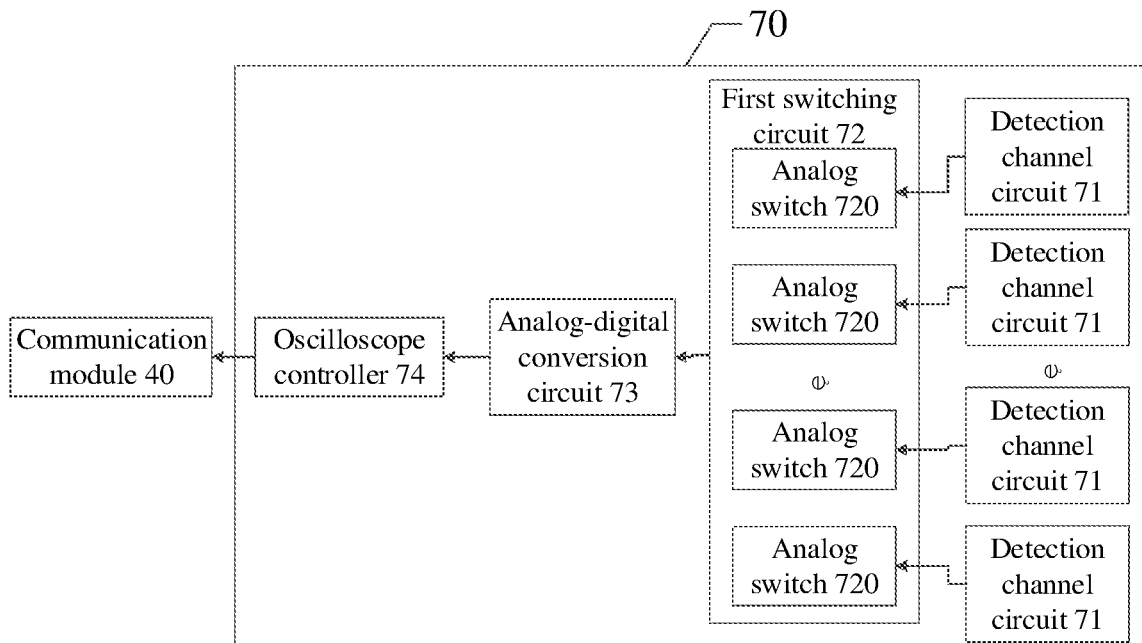 70
First switching
circuit 72
Analog
switch 720
Analog
switch 720
Analog
switch 720
Analog
switch 720
Detection
channel
circuit 71
Detection
channel
circuit 71
Detection
channel
circuit 71
Detection
channel
circuit 71
Communication
module 40
Oscilloscope
controller 74
Analog-digital
conversion
circuit 73